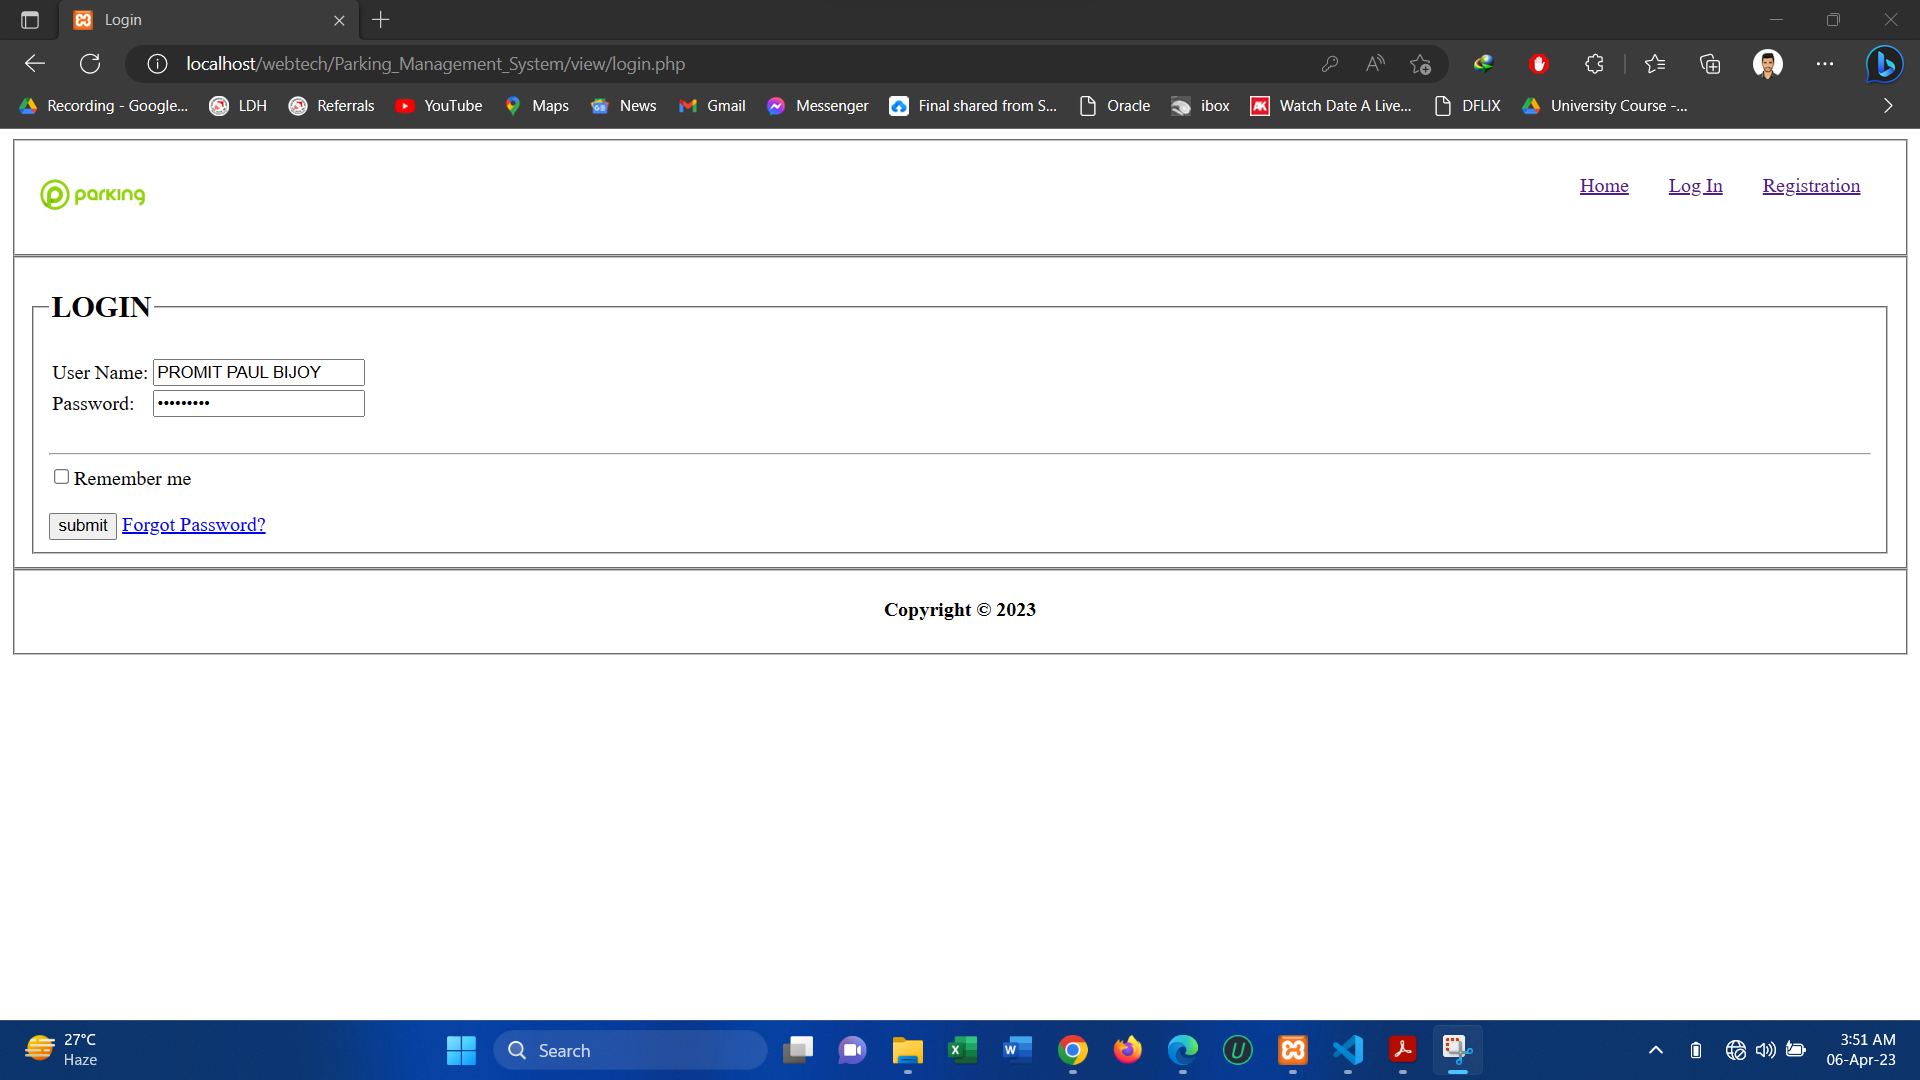 Login
localhost/webtech/Parking_Management_System/view/login.php
Recording - Google... LDH Referrals YouTube Maps News Gmail Messenger Final shared from S... Oracle ibox Watch Date A Live... DFLIX University Course -...
parking
Home Log In Registration
LOGIN
User Name: PROMIT PAUL BIJOY
Password: •••••••••
Remember me
submit Forgot Password?
Copyright © 2023
27°C
Haze
Search
3:51 AM
06-Apr-23